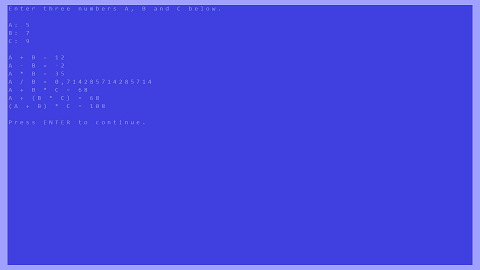 Enter three numbers A, B and C below.
A: 5
B: 7
C: 9
A + B = 12
A - B = -2
A * B = 35
A / B = 0,714285714285714
A + B * C = 68
A + (B * C) = 68
(A + B) * C = 108
Press ENTER to continue.